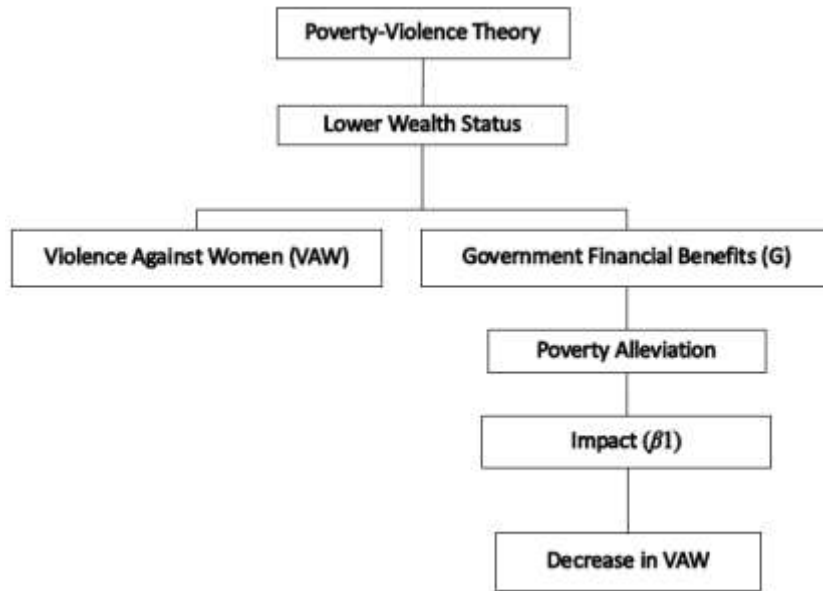 Poverty-Violence Theory
Lower Wealth Status
Violence Against Women (VAW)
Government Financial Benefits (G)
Poverty Alleviation
Impact (β1)
Decrease in VAW